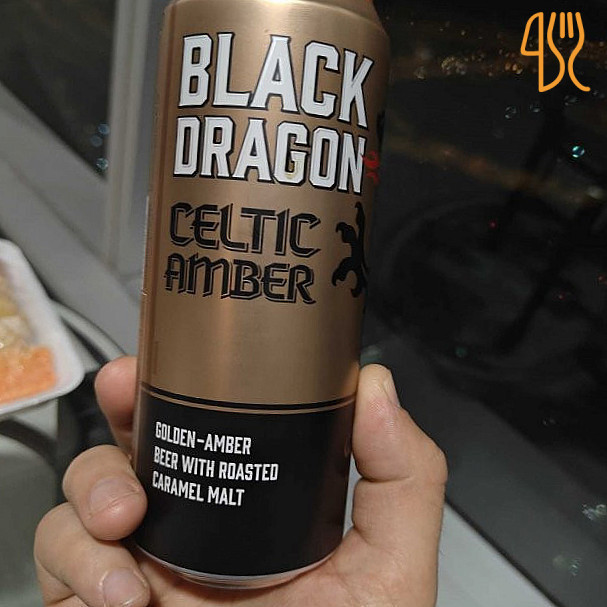 BLACK
DRAGON
CELTIC
AMBER
GOLDEN-AMBER
BEER WITH ROASTED
CARAMEL MALT